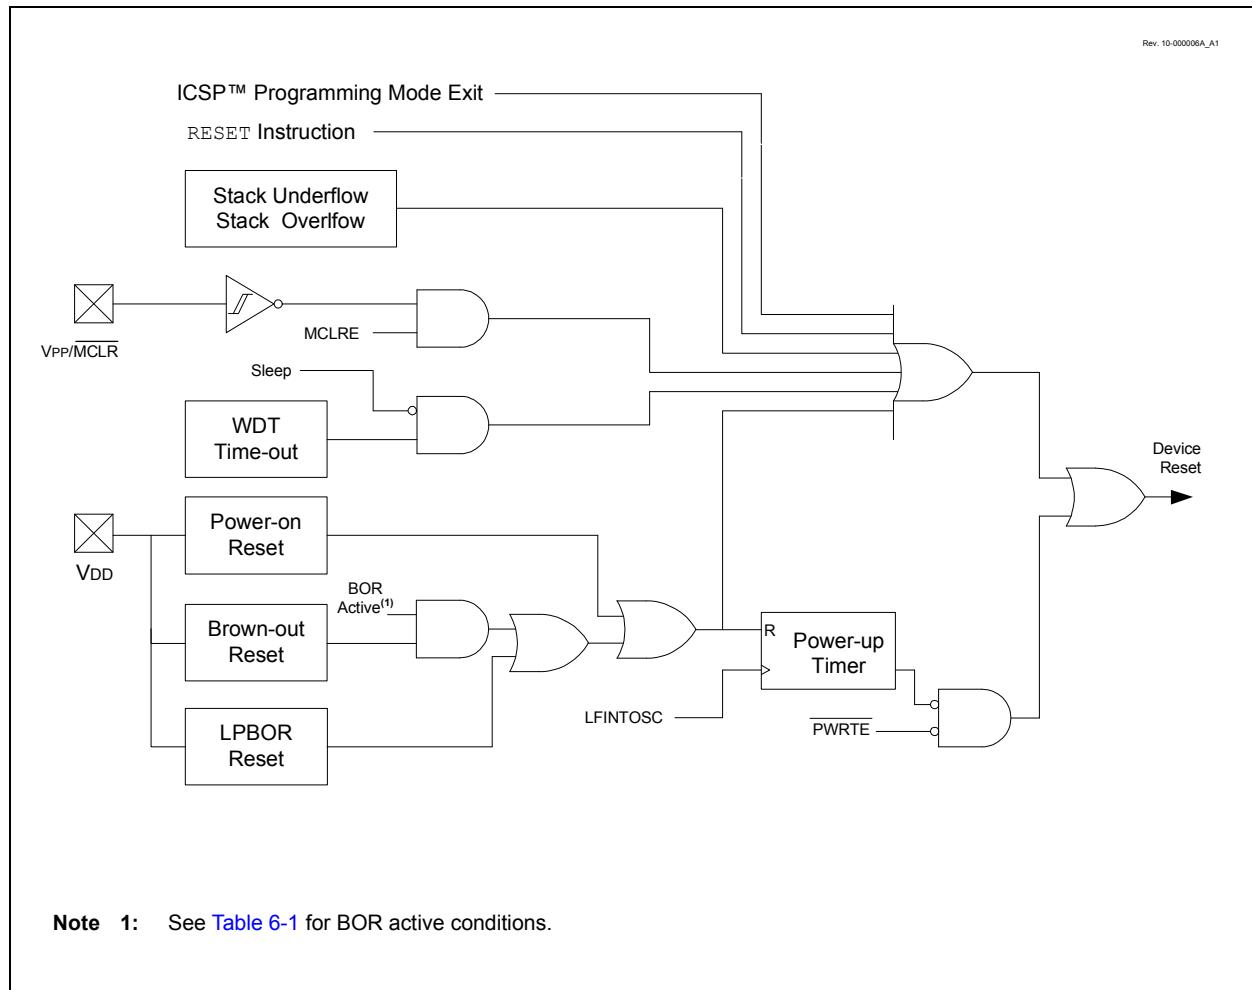 Rev. 10-000006A_A1
ICSP™ Programming Mode Exit
RESET Instruction
Stack Underflow
Stack Overlfow
VPP/M̅C̅L̅R̅
MCLRE
Sleep
WDT
Time-out
Device
Reset
VDD
Power-on
Reset
BOR
Active(1)
Brown-out
Reset
R
Power-up
Timer
LFINTOSC
P̅W̅R̅T̅E̅
LPBOR
Reset
Note 1: See Table 6-1 for BOR active conditions.